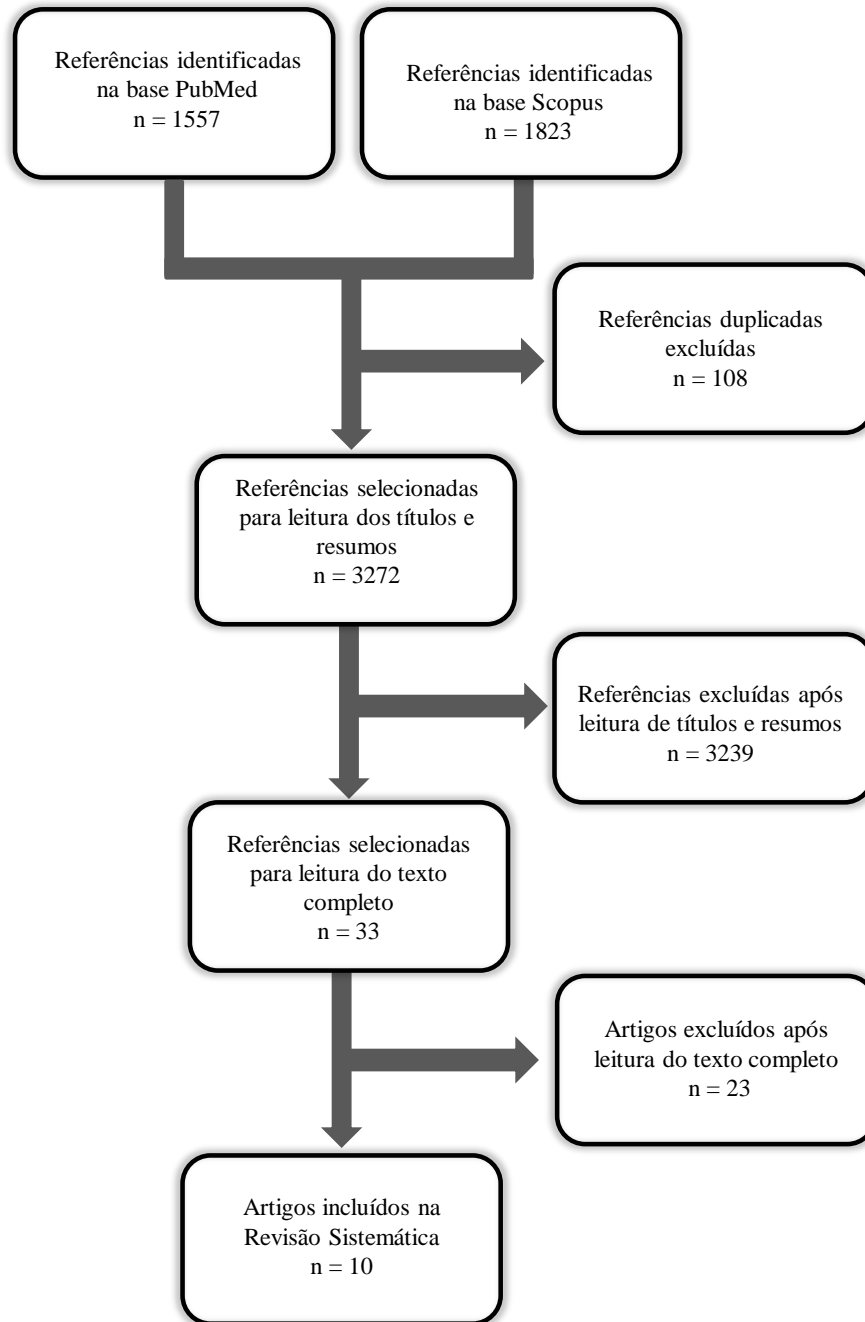 Referências identificadas
na base PubMed
n = 1557
Referências identificadas
na base Scopus
n = 1823
Referências duplicadas
excluídas
n = 108
Referências selecionadas
para leitura dos títulos e
resumos
n = 3272
Referências excluídas após
leitura de títulos e resumos
n = 3239
Referências selecionadas
para leitura do texto
completo
n = 33
Artigos excluídos após
leitura do texto completo
n = 23
Artigos incluídos na
Revisão Sistemática
n = 10